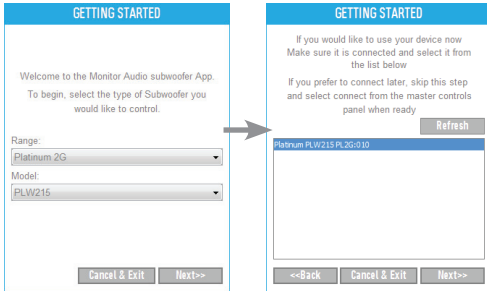 GETTING STARTED
Welcome to the Monitor Audio subwoofer App.
To begin, select the type of Subwoofer you
would like to control.
Range:
Platinum 2G
Model:
PLW215
Cancel & Exit
Next>>
GETTING STARTED
If you would like to use your device now
Make sure it is connected and select it from
the list below
If you prefer to connect later, skip this step
and select connect from the master controls
panel when ready
Refresh
Platinum PLW215 PL2G:010
<<Back
Cancel & Exit
Next>>